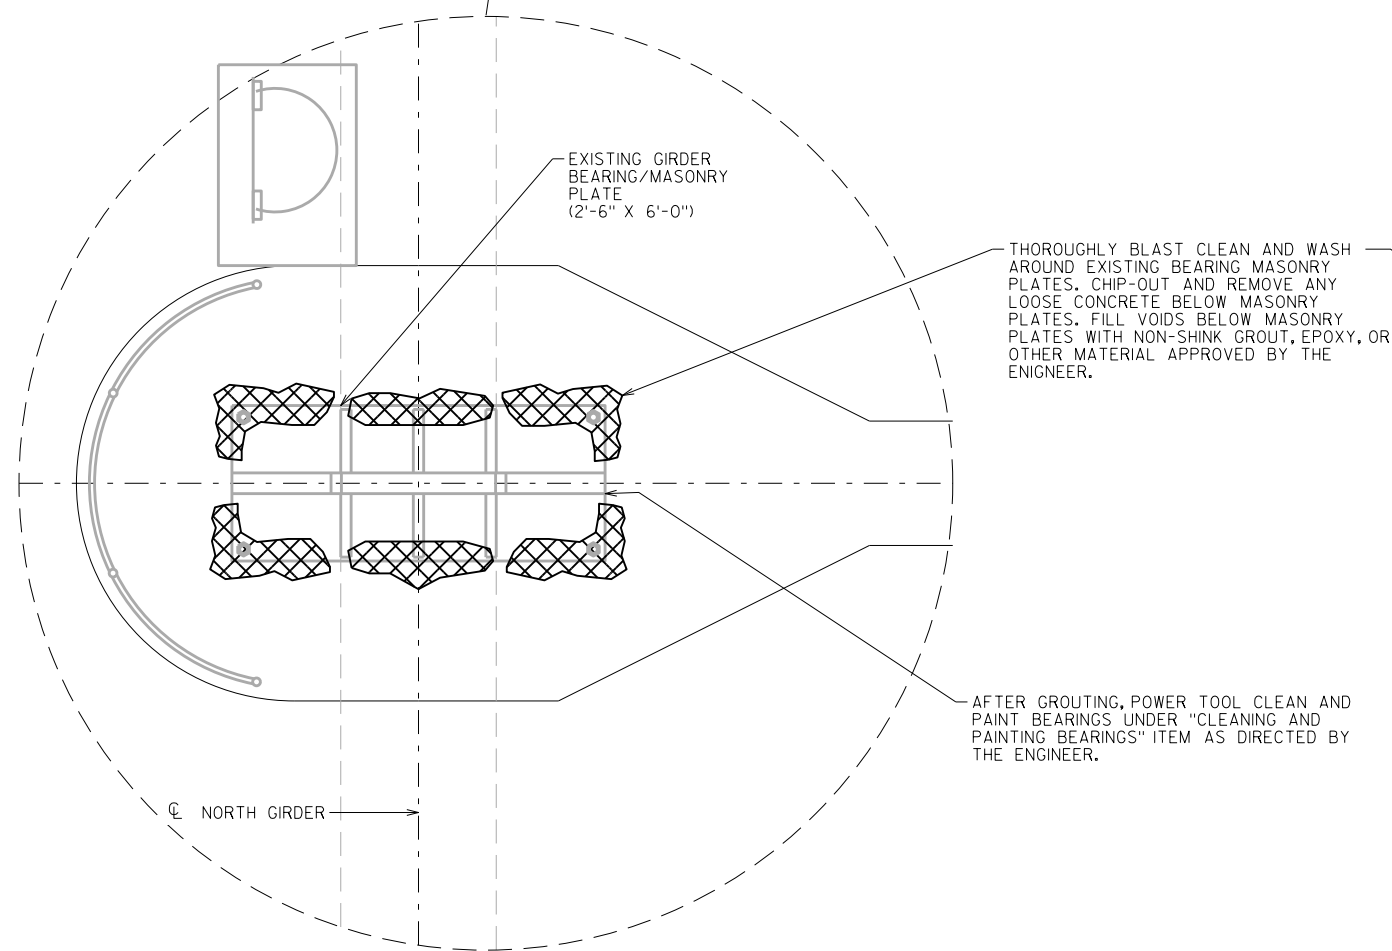 EXISTING GIRDER
BEARING/MASONRY
PLATE
(2'-6" X 6'-0")
THOROUGHLY BLAST CLEAN AND WASH
AROUND EXISTING BEARING MASONRY
PLATES. CHIP-OUT AND REMOVE ANY
LOOSE CONCRETE BELOW MASONRY
PLATES. FILL VOIDS BELOW MASONRY
PLATES WITH NON-SHINK GROUT, EPOXY, OR
OTHER MATERIAL APPROVED BY THE
ENIGNEER.
AFTER GROUTING, POWER TOOL CLEAN AND
PAINT BEARINGS UNDER "CLEANING AND
PAINTING BEARINGS" ITEM AS DIRECTED BY
THE ENGINEER.
℄ NORTH GIRDER